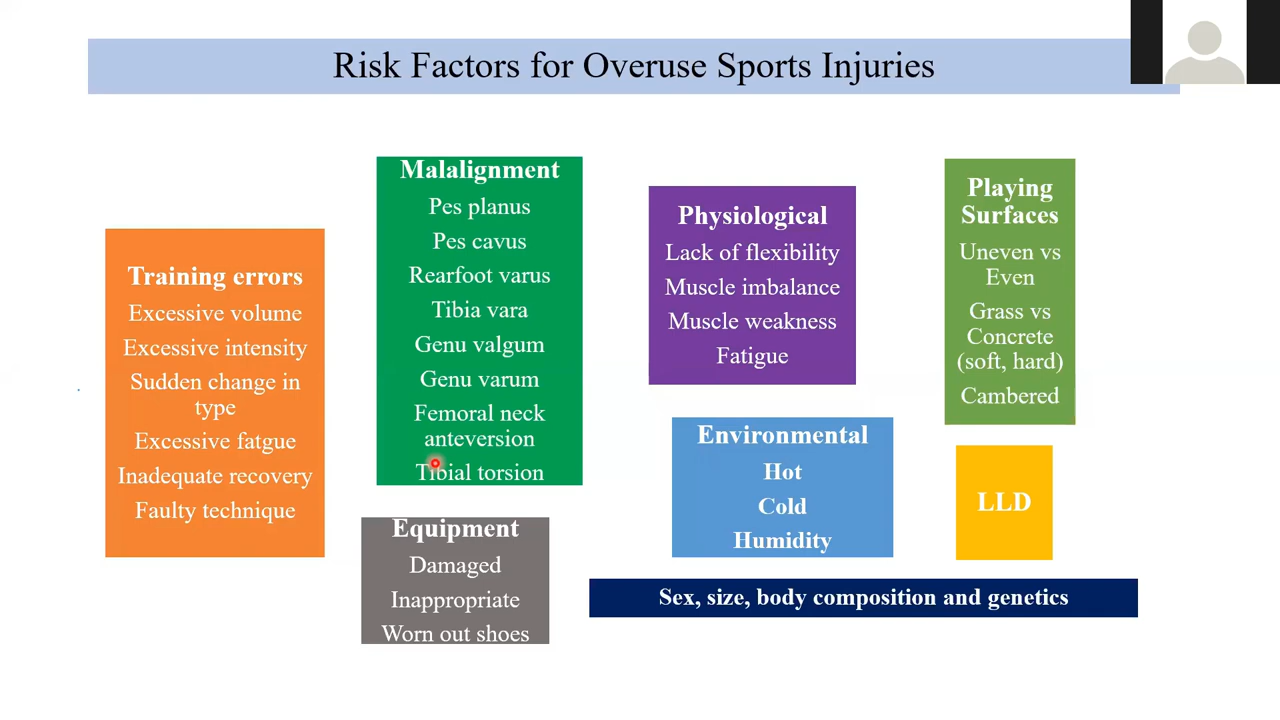 Risk Factors for Overuse Sports Injuries
Training errors
Excessive volume
Excessive intensity
Sudden change in
type
Excessive fatgue
Inadequate recovery
Faulty technique
Malalignment
Pes planus
Pes cavus
Rearfoot varus
Tibia vara
Genu valgum
Genu varum
Femoral neck
anteversion
Tibial torsion
Equipment
Damaged
Inappropriate
Worn out shoes
Physiological
Lack of flexibility
Muscle imbalance
Muscle weakness
Fatigue
Environmental
Hot
Cold
Humidity
Playing
Surfaces
Uneven vs
Even
Grass vs
Concrete
(soft, hard)
Cambered
LLD
Sex, size, body composition and genetics